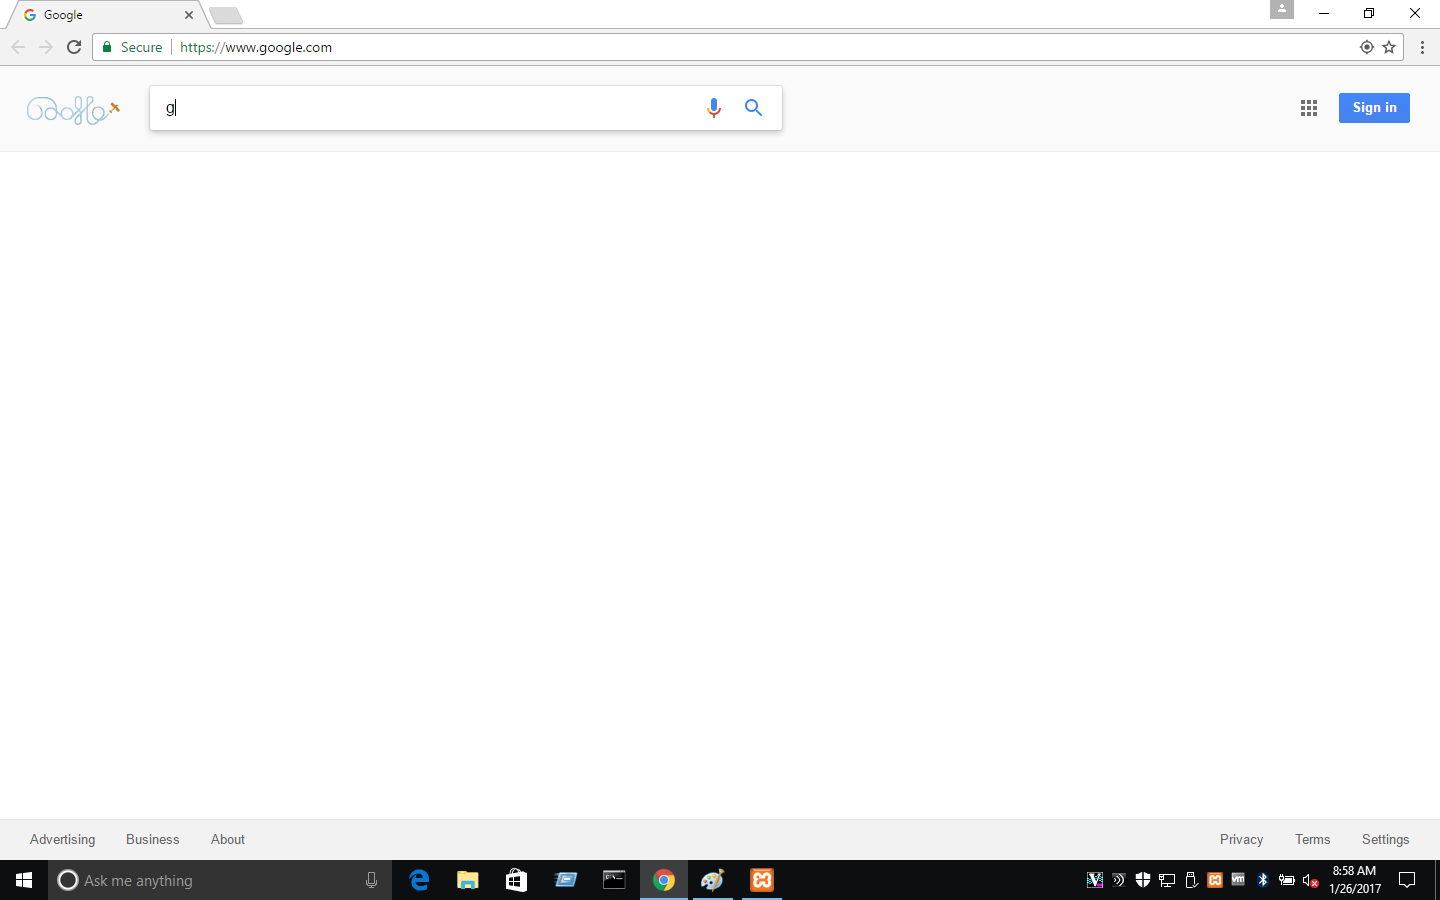 Google
Secure https://www.google.com
g
Sign in
Advertising Business About
Privacy Terms Settings
Ask me anything
8:58 AM
1/26/2017